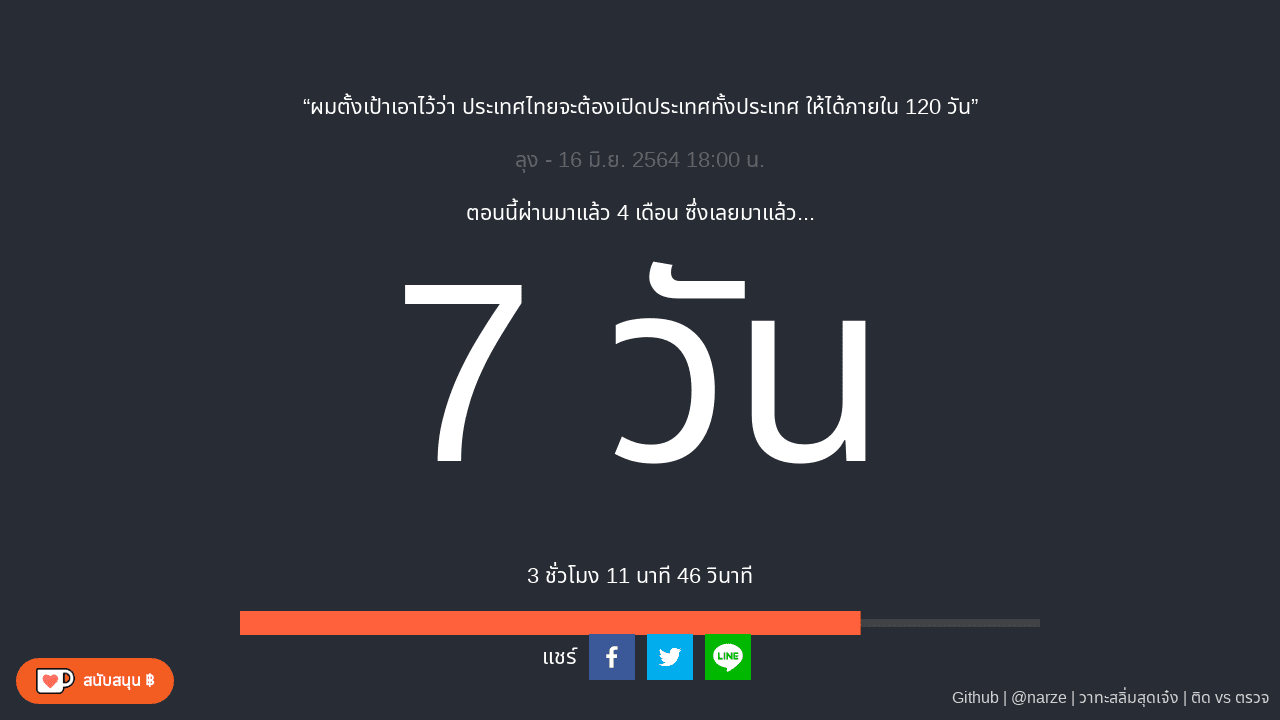 “ผมตั้งเป้าเอาไว้ว่า ประเทศไทยจะต้องเปิดประเทศทั้งประเทศ ให้ได้ภายใน 120 วัน”
ลุง - 16 มิ.ย. 2564 18:00 น.
ตอนนี้ผ่านมาแล้ว 4 เดือน ซึ่งเลยมาแล้ว...
7 วัน
3 ชั่วโมง 11 นาที 46 วินาที
แชร์
LINE
สนับสนุน ฿
Github | @narze | วาทะสลิ่มสุดเจ๋ง | ติด vs ตรวจ